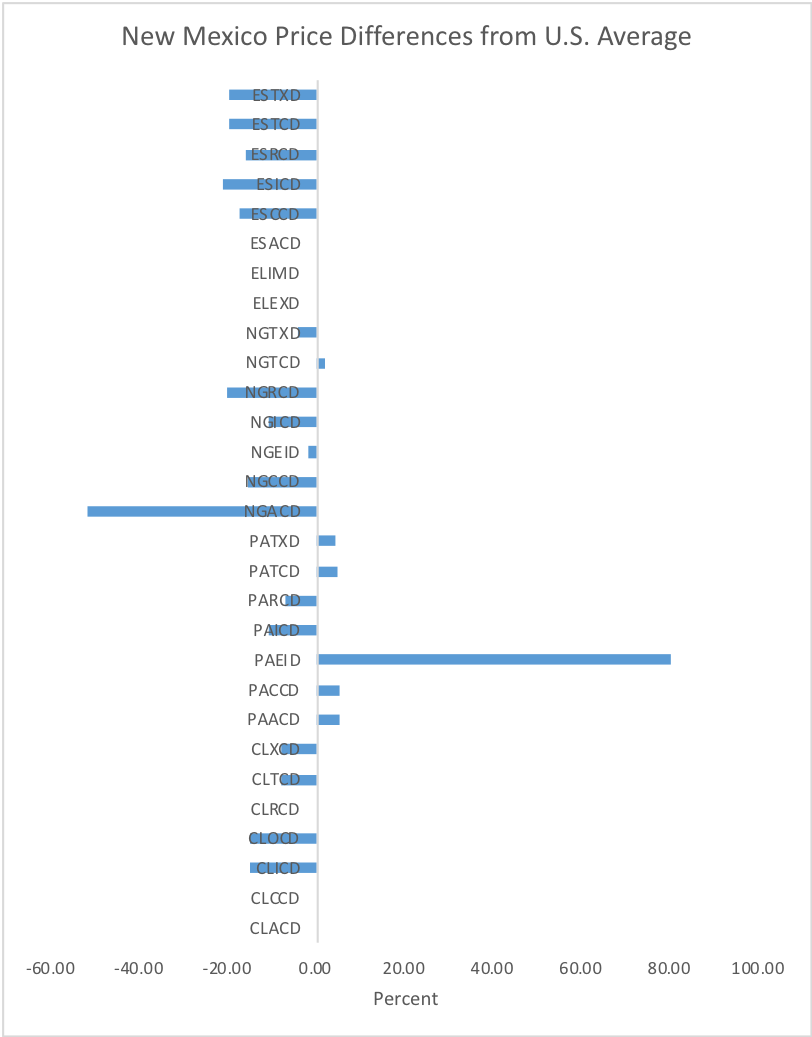 New Mexico Price Differences from U.S. Average
ESTXD
ESTCD
ESRCD
ESICD
ESCCD
ESACD
ELIMD
ELEXD
NGTXD
NGTCD
NGRCD
NGICD
NGEID
NGCCD
NGACD
PATXD
PATCD
PARCD
PAICD
PAEID
PACCD
PAACD
CLXCD
CLTCD
CLRCD
CLOCD
CLICD
CLCCD
CLACD
-60.00 -40.00 -20.00 0.00 20.00 40.00 60.00 80.00 100.00
Percent